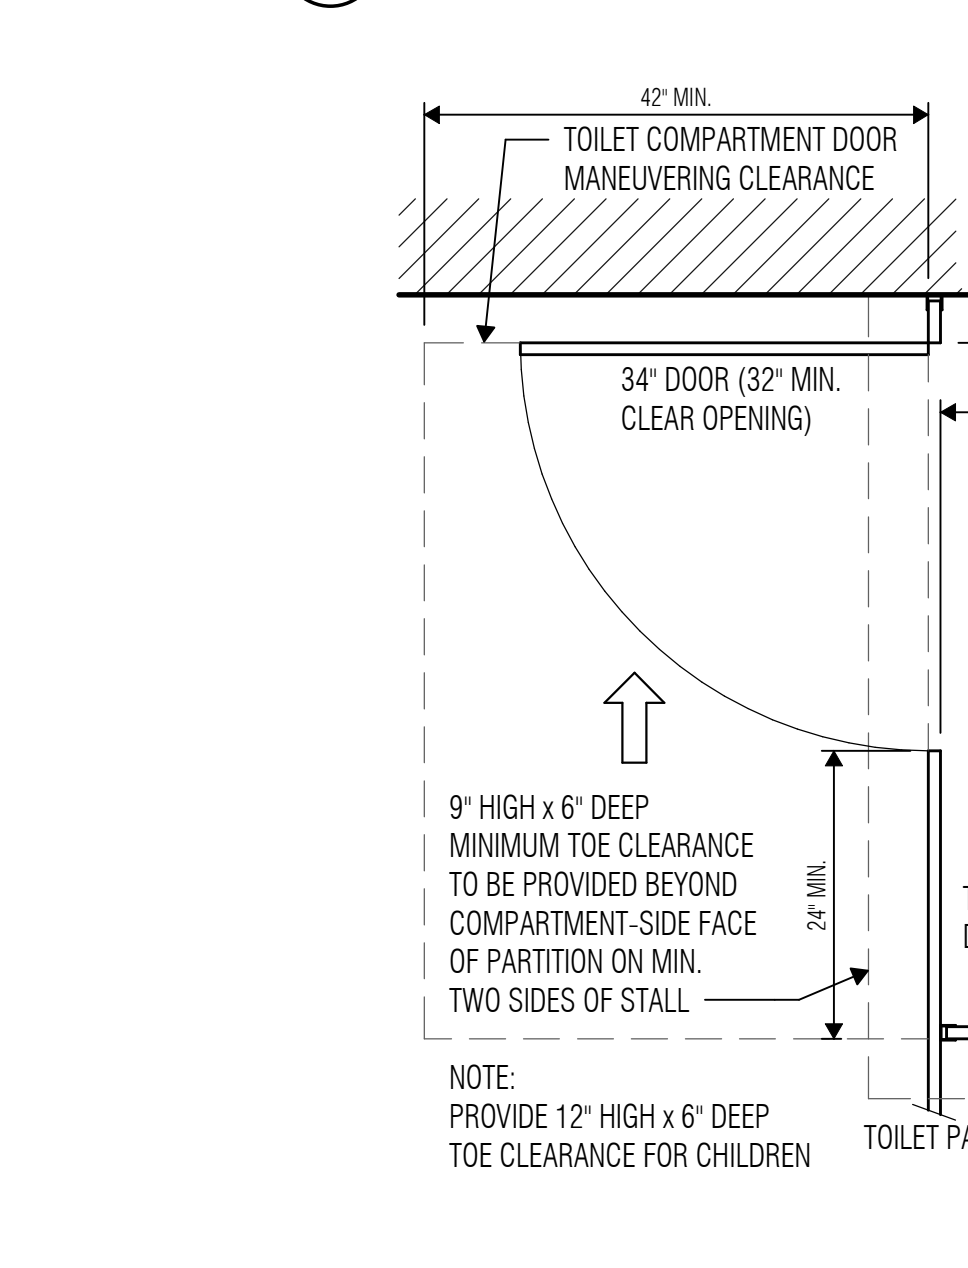 42" MIN.
TOILET COMPARTMENT DOOR
MANEUVERING CLEARANCE
34" DOOR (32" MIN.
CLEAR OPENING)
9" HIGH x 6" DEEP
MINIMUM TOE CLEARANCE
TO BE PROVIDED BEYOND
COMPARTMENT-SIDE FACE
OF PARTITION ON MIN.
TWO SIDES OF STALL
24" MIN.
NOTE:
PROVIDE 12" HIGH x 6" DEEP
TOE CLEARANCE FOR CHILDREN
TOILET PA